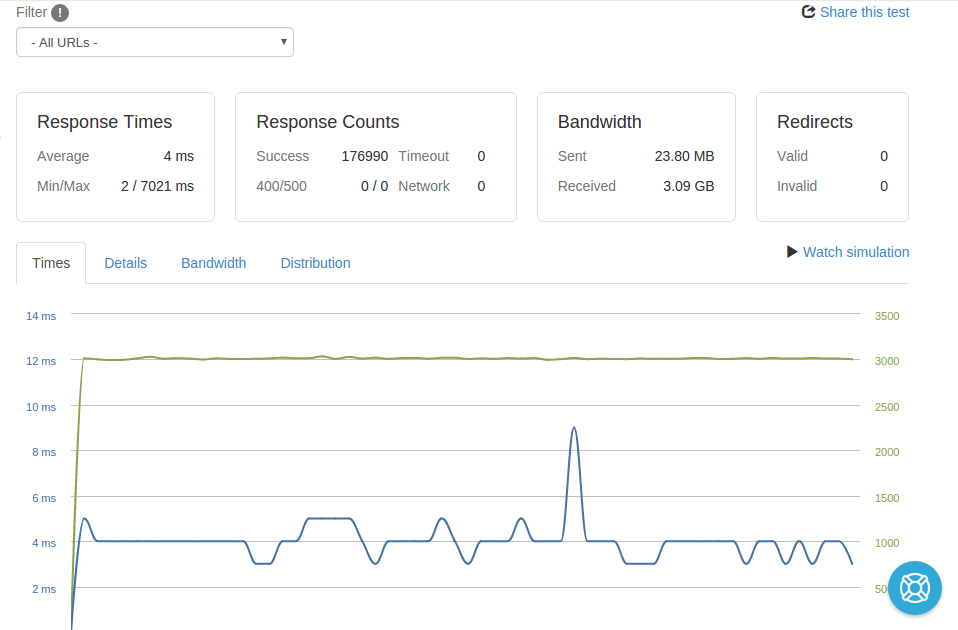 Filter !
Share this test
- All URLs -
Response Times
Average 4 ms
Min/Max 2 / 7021 ms
Response Counts
Success 176990 Timeout 0
400/500 0 / 0 Network 0
Bandwidth
Sent 23.80 MB
Received 3.09 GB
Redirects
Valid 0
Invalid 0
Times Details Bandwidth Distribution
Watch simulation
14 ms 3500
12 ms 3000
10 ms 2500
8 ms 2000
6 ms 1500
4 ms 1000
2 ms